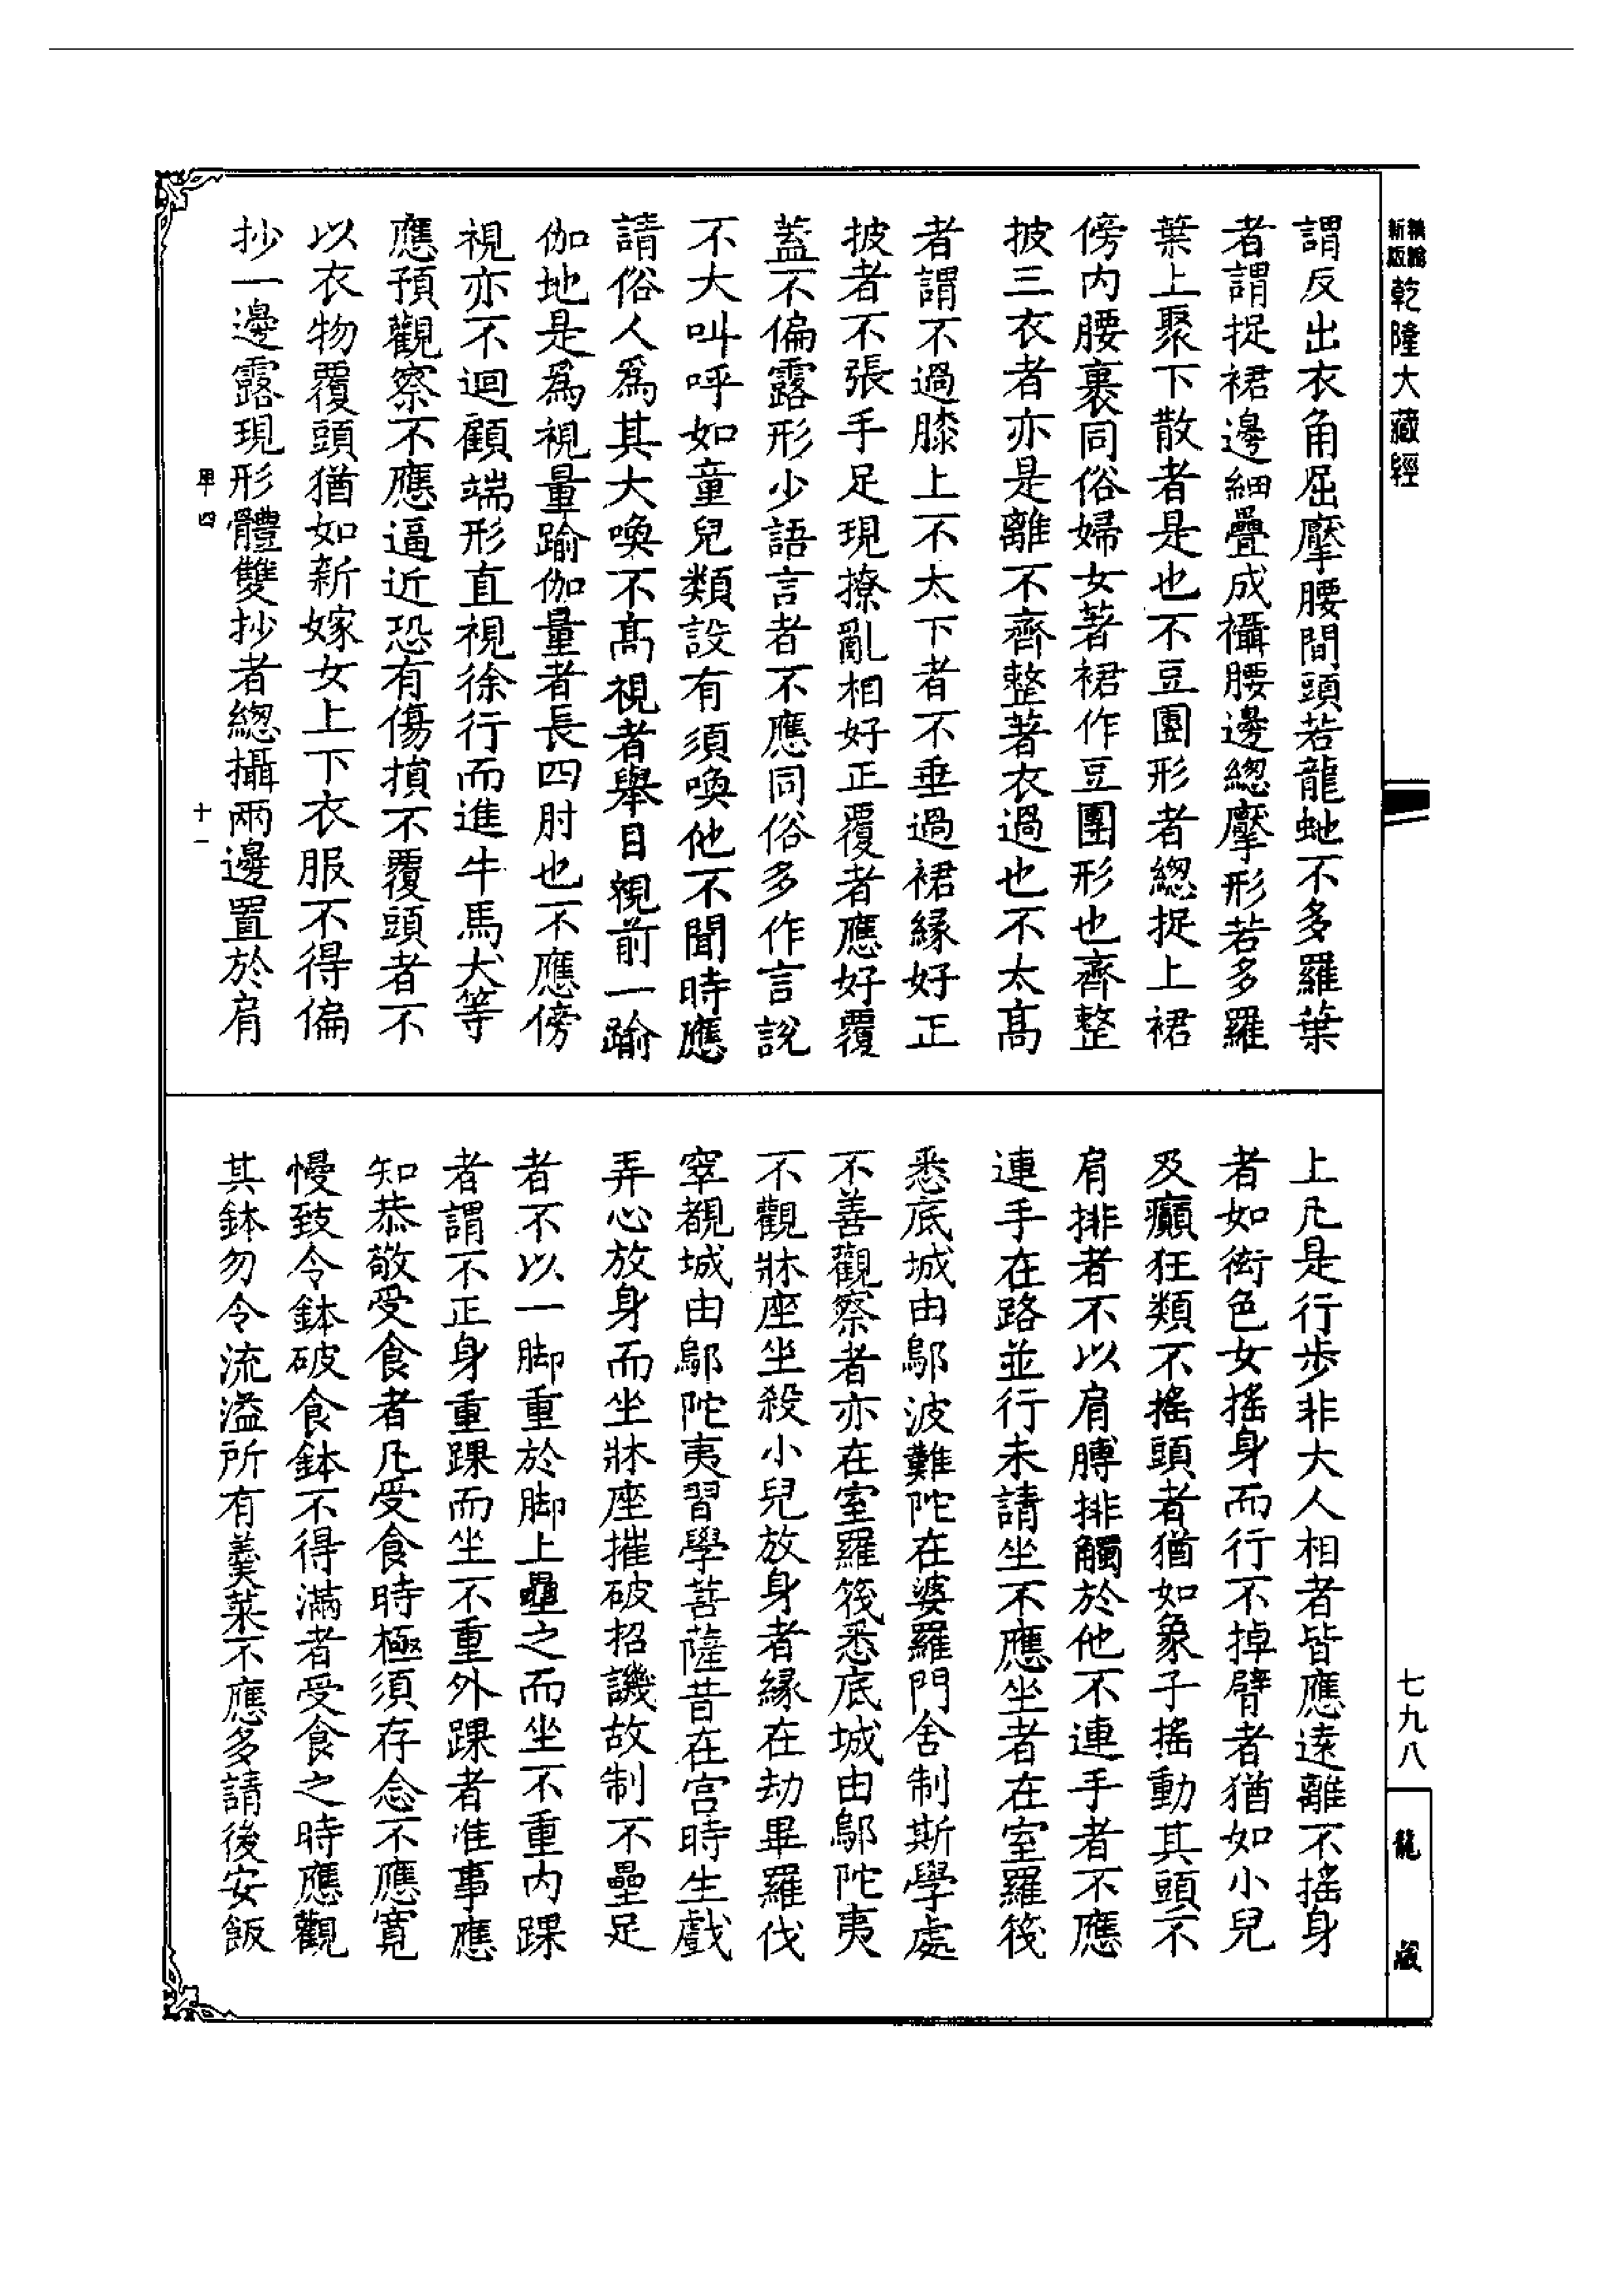 精縮
新版
乾隆大藏經
謂反出衣角屈壓腰間頭若龍虵不多羅葉
者謂捉裙邊細疊成襵腰邊總壓形若多羅
葉上聚下散者是也不豆團形者總捉上裙
傍內腰裏同俗婦女著裙作豆團形也齊整
披三衣者亦是離不齊整著衣過也不太高
者謂不過膝上不太下者不垂過裙緣好正
披者不張手足現撩亂相好正覆者應好覆
蓋不偏露形少語言者不應同俗多作言說
不大叫呼如童兒類設有須喚他不聞時應
請俗人爲其大喚不高視者舉目視前一踰
伽地是爲視量踰伽量者長四肘也不應傍
視亦不迴顧端形直視徐行而進牛馬犬等
應預觀察不應逼近恐有傷損不覆頭者不
以衣物覆頭猶如新嫁女上下衣服不得偏
抄一邊露現形體雙抄者總攝兩邊置於肩
十一
上凡是行步非大人相者皆應遠離不搖身
者如衒色女搖身而行不掉臂者猶如小兒
及癲狂類不搖頭者猶如象子搖動其頭不
肩排者不以肩膊排觸於他不連手者不應
連手在路並行未請坐不應坐者在室羅筏
悉底城由鄔波難陀在婆羅門舍制斯學處
不善觀察者亦在室羅筏悉底城由鄔陀夷
不觀牀座坐殺小兒放身者緣在劫畢羅伐
窣覩城由鄔陀夷習學菩薩昔在宮時生戲
弄心放身而坐牀座摧破招譏故制不壘足
者不以一脚重於脚上壘之而坐不重內踝
者謂不正身重踝而坐不重外踝者准事應
知恭敬受食者凡受食時極須存念不應寬
慢致令鉢破食鉢不得滿者受食之時應觀
其鉢勿令流溢所有羹菜不應多請後安飯
七九八
龍藏